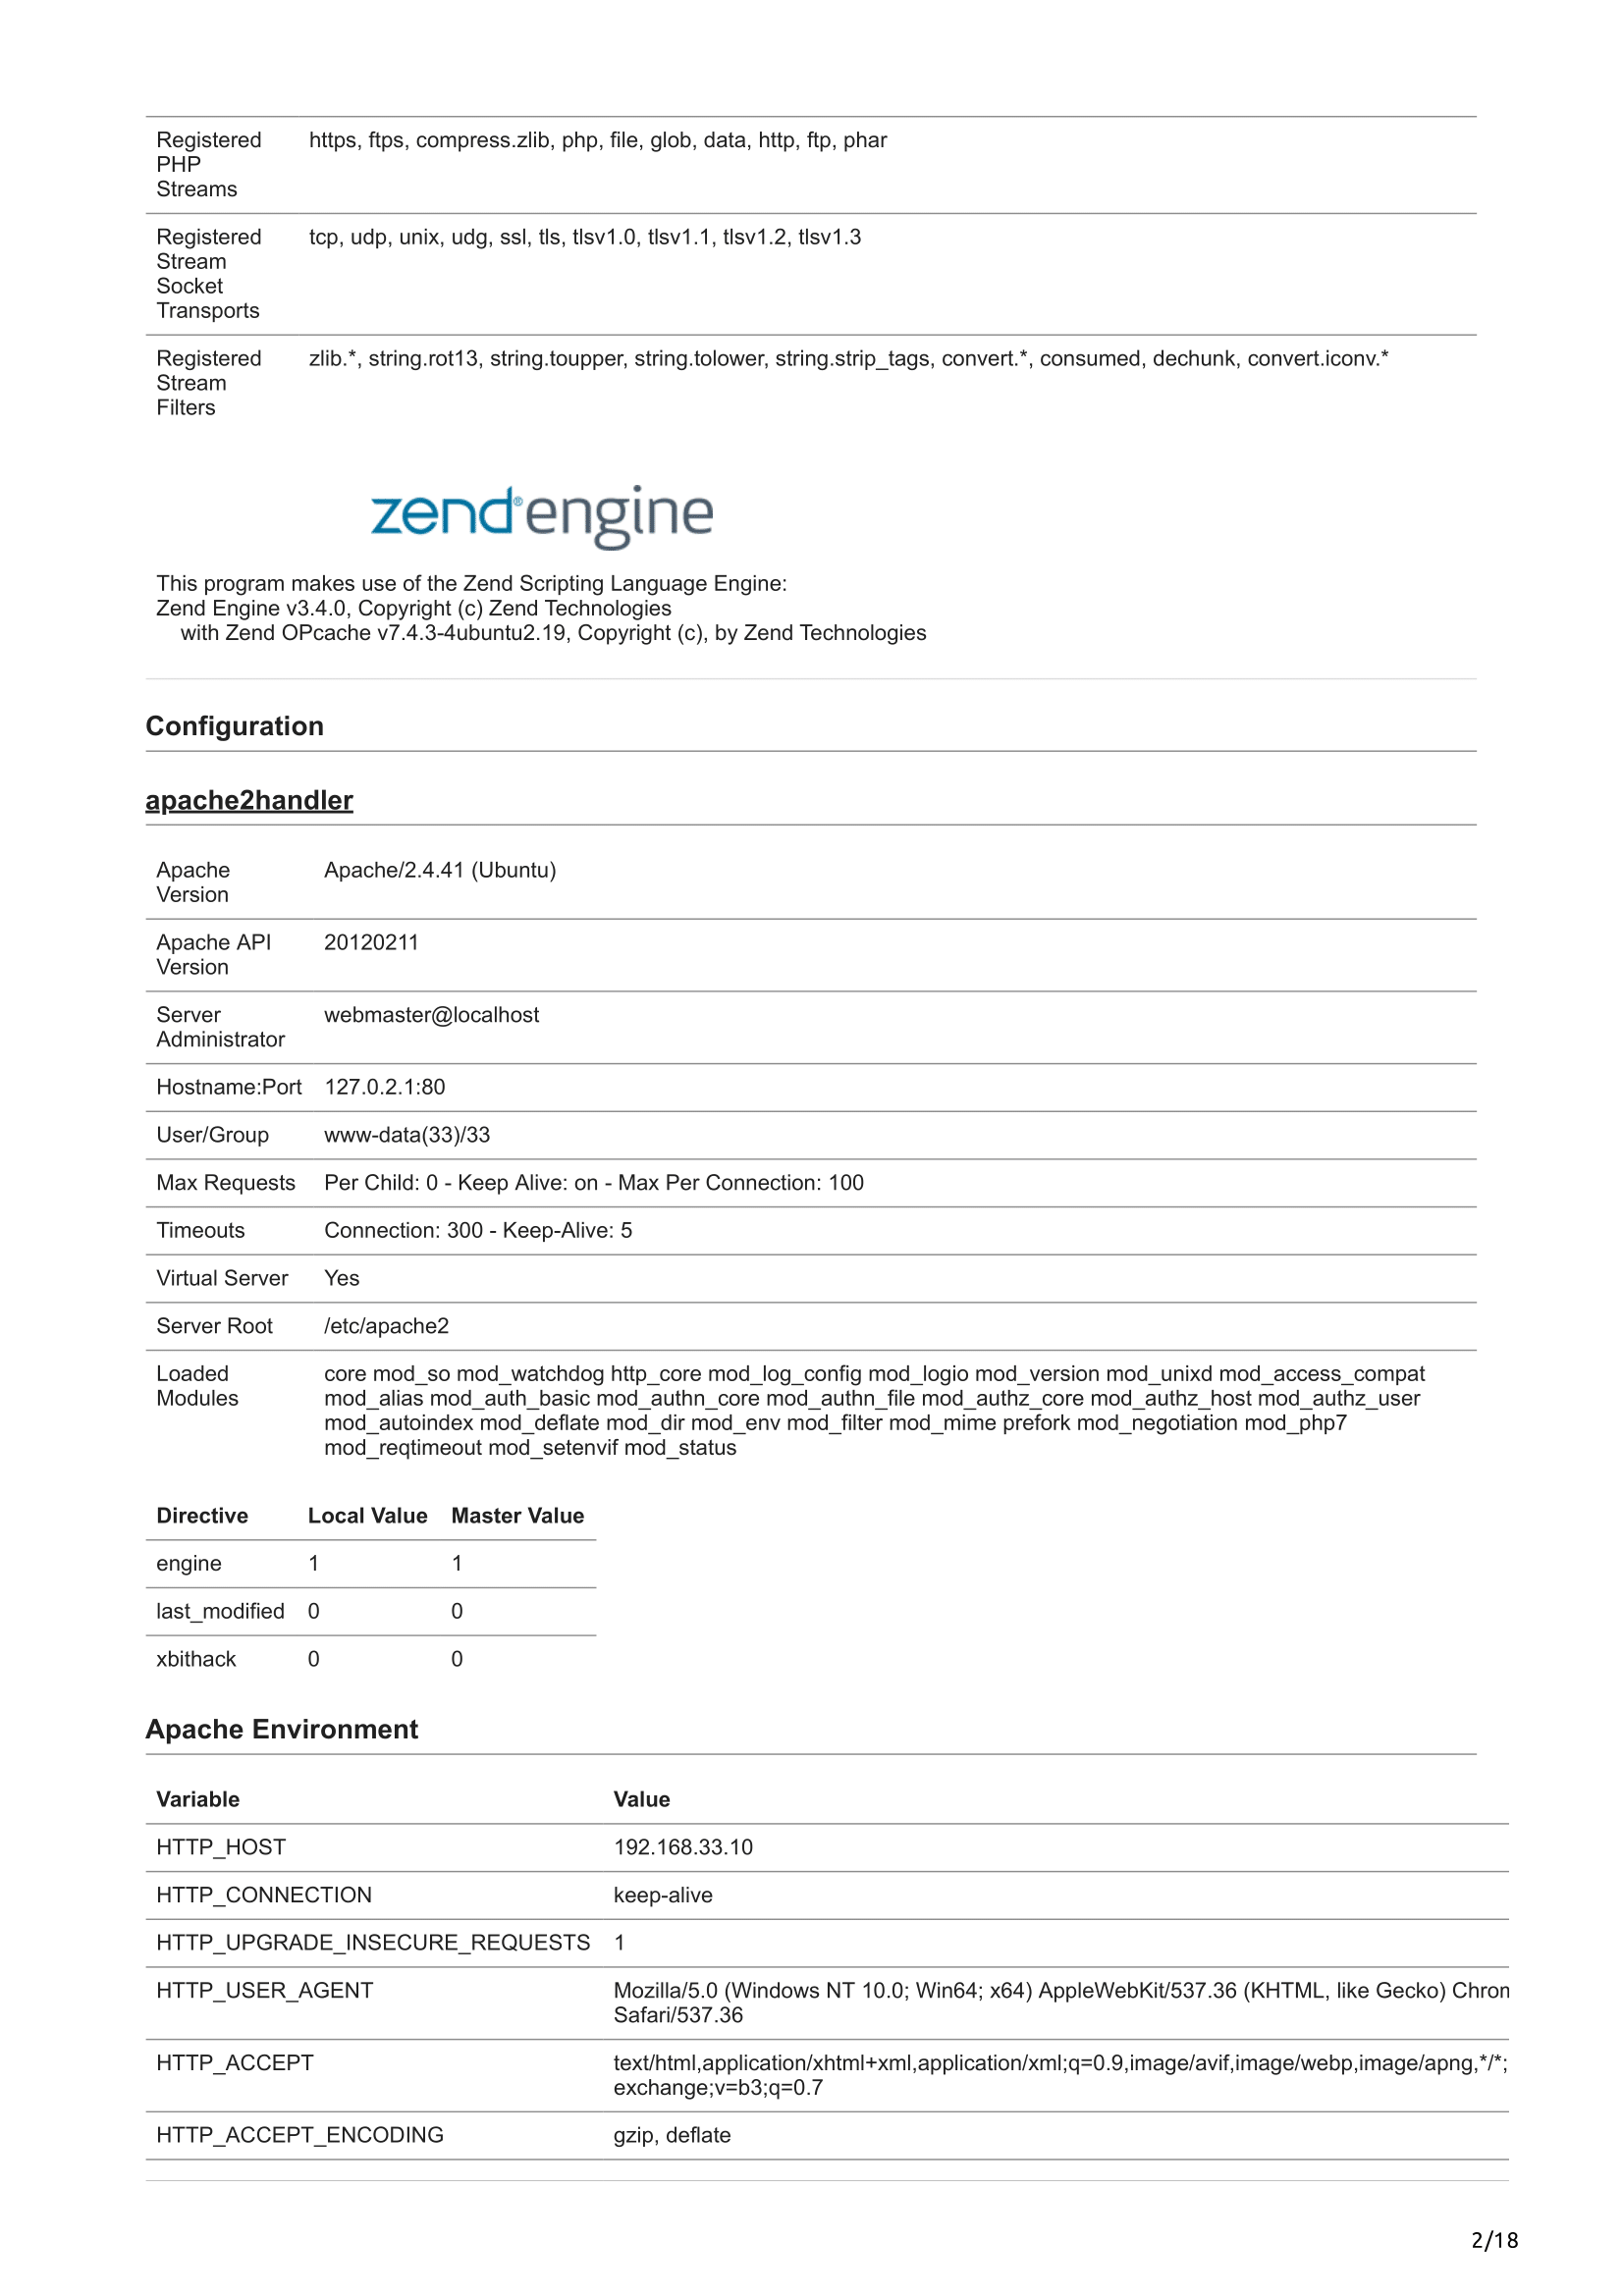 Registered
PHP
Streams
https, ftps, compress.zlib, php, file, glob, data, http, ftp, phar
Registered
Stream
Socket
Transports
tcp, udp, unix, udg, ssl, tls, tlsv1.0, tlsv1.1, tlsv1.2, tlsv1.3
Registered
Stream
Filters
zlib.*, string.rot13, string.toupper, string.tolower, string.strip_tags, convert.*, consumed, dechunk, convert.iconv.*
zend®engine
This program makes use of the Zend Scripting Language Engine:
Zend Engine v3.4.0, Copyright (c) Zend Technologies
with Zend OPcache v7.4.3-4ubuntu2.19, Copyright (c), by Zend Technologies
Configuration
apache2handler
Apache
Version
Apache/2.4.41 (Ubuntu)
Apache API
Version
20120211
Server
Administrator
webmaster@localhost
Hostname:Port 127.0.2.1:80
User/Group www-data(33)/33
Max Requests Per Child: 0 - Keep Alive: on - Max Per Connection: 100
Timeouts Connection: 300 - Keep-Alive: 5
Virtual Server Yes
Server Root /etc/apache2
Loaded
Modules
core mod_so mod_watchdog http_core mod_log_config mod_logio mod_version mod_unixd mod_access_compat
mod_alias mod_auth_basic mod_authn_core mod_authn_file mod_authz_core mod_authz_host mod_authz_user
mod_autoindex mod_deflate mod_dir mod_env mod_filter mod_mime prefork mod_negotiation mod_php7
mod_reqtimeout mod_setenvif mod_status
Directive Local Value Master Value
engine 1 1
last_modified 0 0
xbithack 0 0
Apache Environment
Variable Value
HTTP_HOST 192.168.33.10
HTTP_CONNECTION keep-alive
HTTP_UPGRADE_INSECURE_REQUESTS 1
HTTP_USER_AGENT Mozilla/5.0 (Windows NT 10.0; Win64; x64) AppleWebKit/537.36 (KHTML, like Gecko)
Safari/537.36
HTTP_ACCEPT text/html,application/xhtml+xml,application/xml;q=0.9,image/avif,image/webp,image/apng,*/*;
exchange;v=b3;q=0.7
HTTP_ACCEPT_ENCODING gzip, deflate
2/18